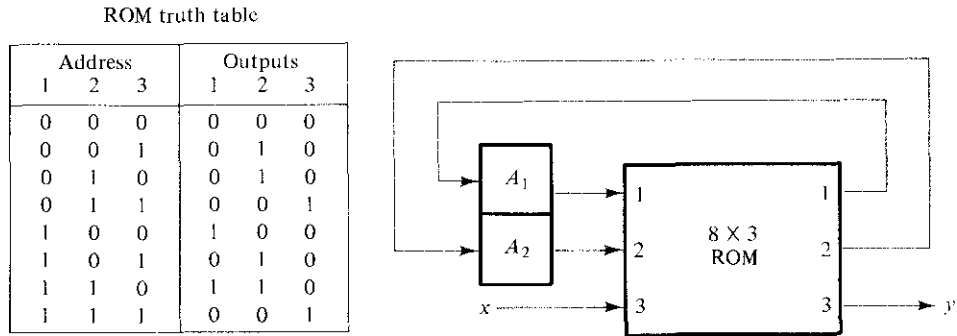 ROM truth table
Address Outputs
1 2 3 1 2 3
0 0 0 0 0 0
0 0 1 0 1 0
0 1 0 0 1 0
0 1 1 0 0 1
1 0 0 1 0 0
1 0 1 0 1 0
1 1 0 1 1 0
1 1 1 0 0 1
A1
A2
x
1
2
3
8 X 3
ROM
1
2
3
y